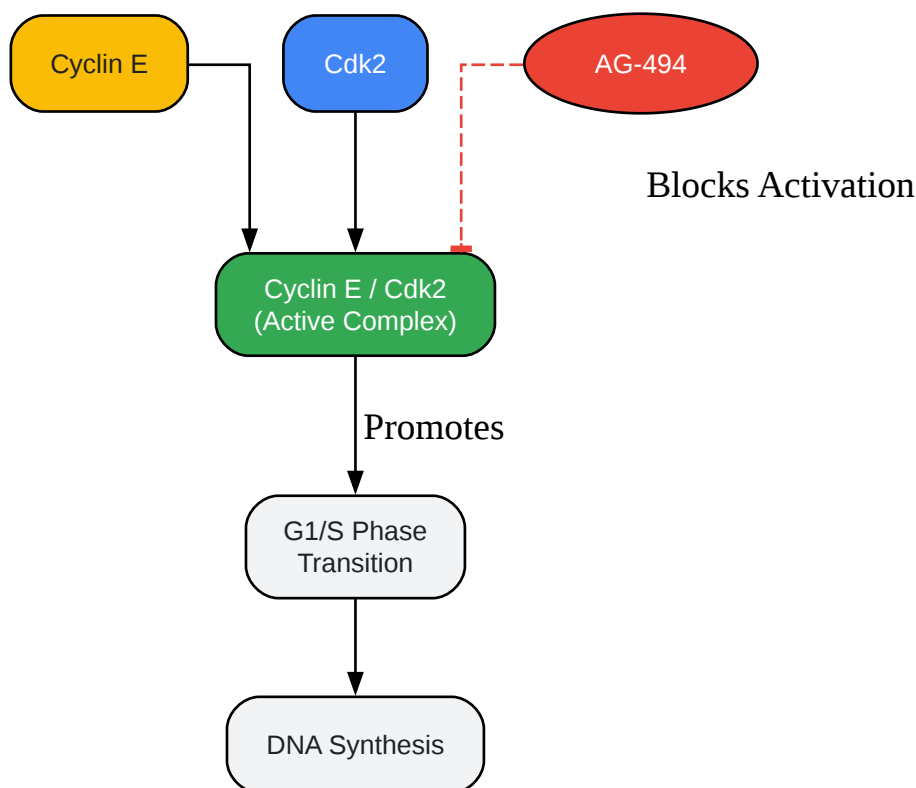 Cyclin E
Cdk2
AG-494
Blocks Activation
Cyclin E / Cdk2
(Active Complex)
Promotes
G1/S Phase
Transition
DNA Synthesis